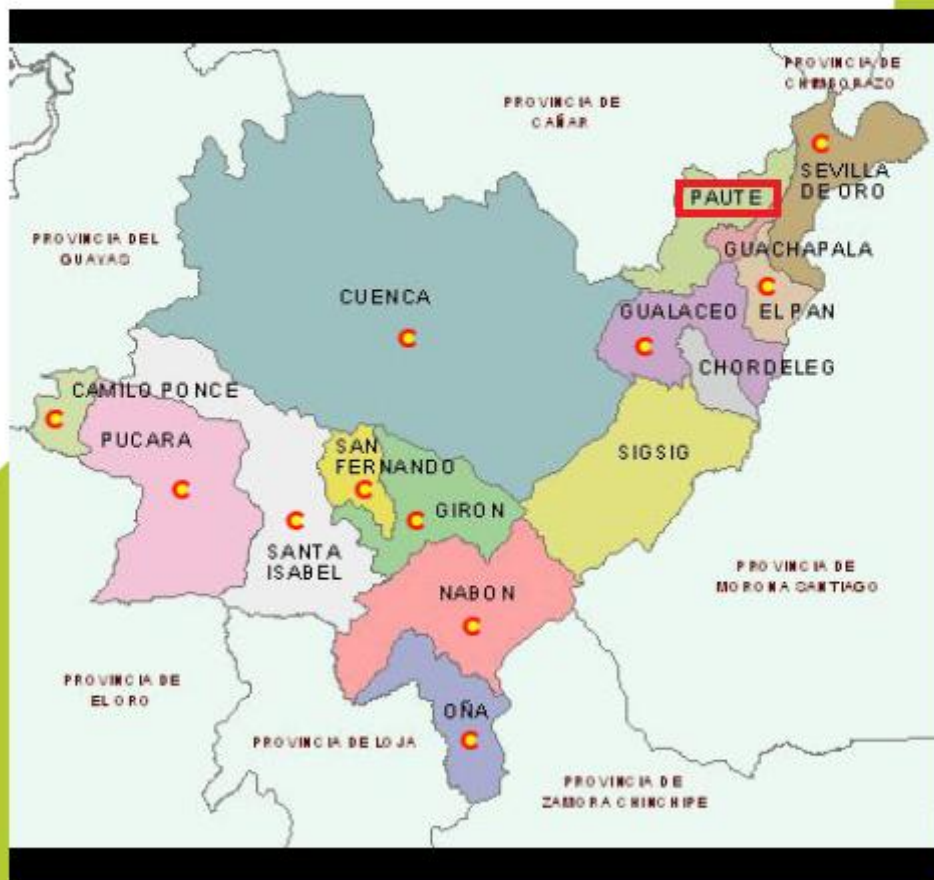 PROVINCIA DE
CHIMBORAZO
PROVINCIA DE
CAÑAR
C
SEVILLA
DE ORO
PAUTE
PROVINCIA DEL
GUAYAS
GUACHAPALA
C
CUENCA
GUALACEO
EL PAN
C
C
CHORDELEG
CAMILO PONCE
C
PUCARA
SAN
FERNANDO
SIGSIG
C
C
GIRON
C
C
SANTA
ISABEL
PROVINCIA DE
MORONA SANTIAGO
NABON
C
PROVINCIA DE
EL ORO
OÑA
C
PROVINCIA DE LOJA
PROVINCIA DE
ZAMORA CHINCHIPE